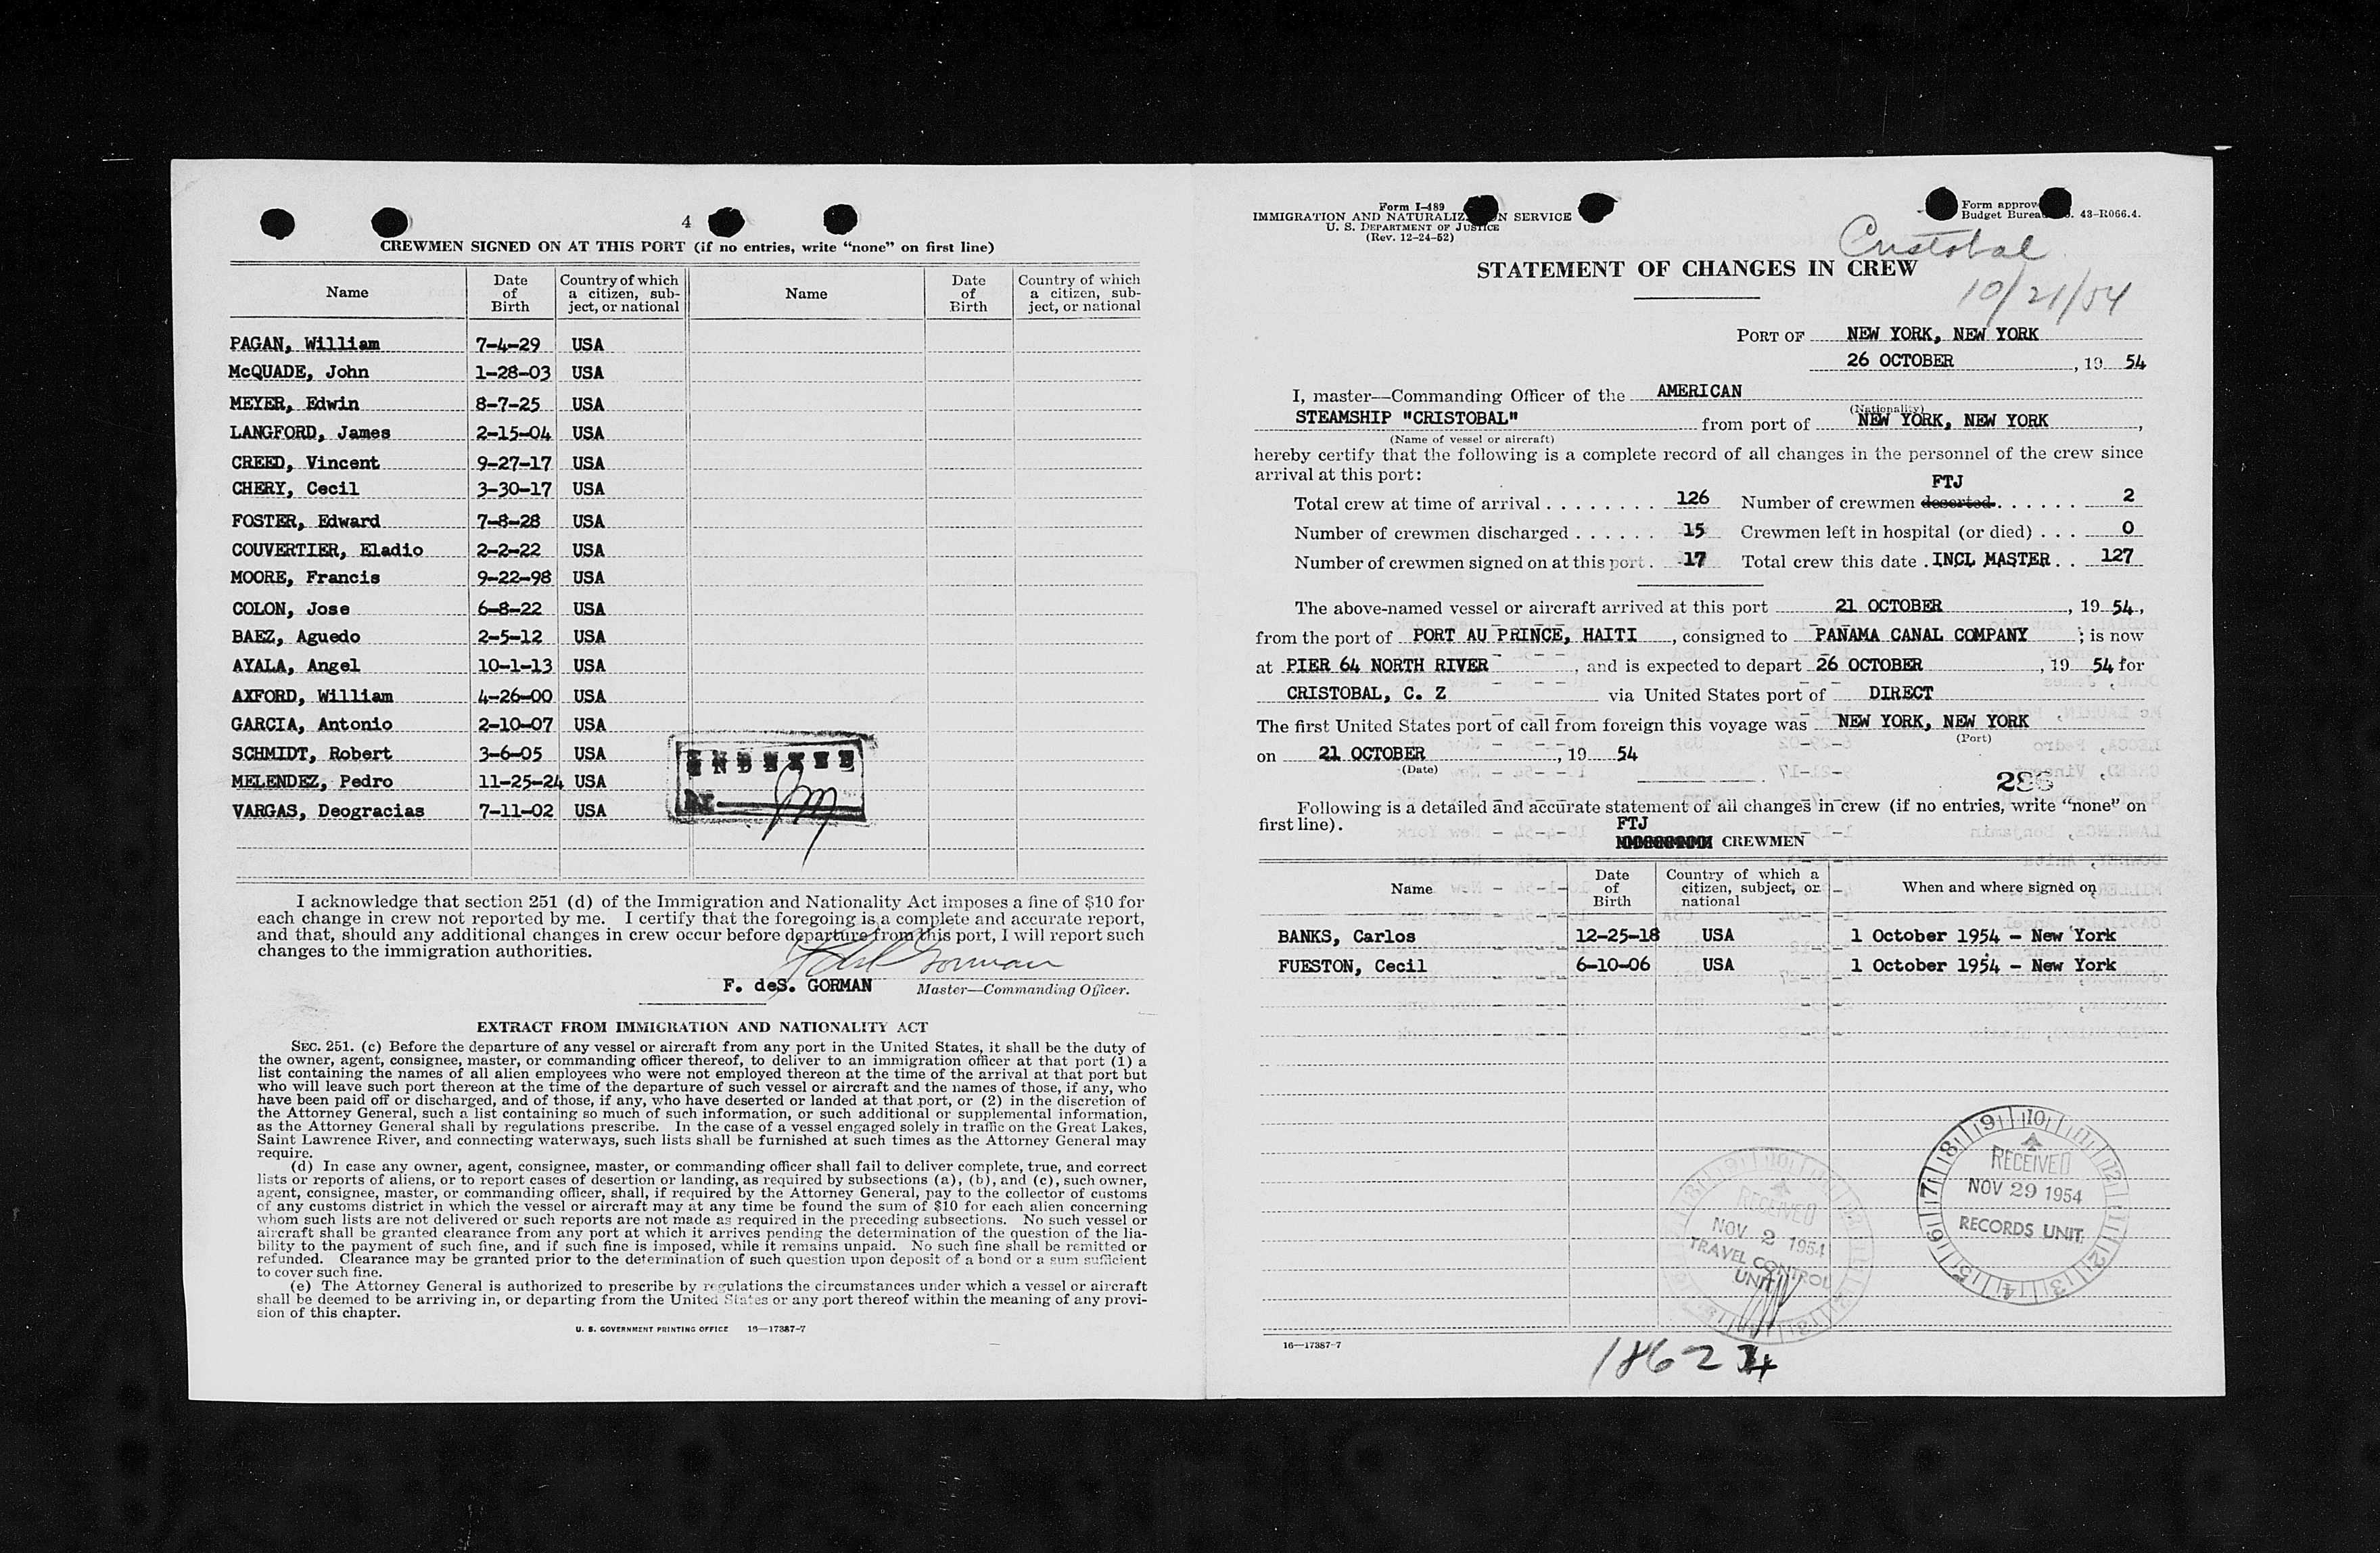 4
CREWMEN SIGNED ON AT THIS PORT (if no entries, write “none” on first line)
Name Date of Birth Country of which a citizen, subject, or national Name Date of Birth Country of which a citizen, subject, or national
PAGAN, William 7-4-29 USA
McQUADE, John 1-28-03 USA
MEYER, Edwin 8-7-25 USA
LANGFORD, James 2-15-04 USA
CREED, Vincent 9-27-17 USA
CHERY, Cecil 3-30-17 USA
FOSTER, Edward 7-8-28 USA
COUVERTIER, Eladio 2-2-22 USA
MOORE, Francis 9-22-98 USA
COLON, Jose 6-8-22 USA
BAEZ, Aguedo 2-5-12 USA
AYALA, Angel 10-1-13 USA
AXFORD, William 4-26-00 USA
GARCIA, Antonio 2-10-07 USA
SCHMIDT, Robert 3-6-05 USA
MELENDEZ, Pedro 11-25-24 USA
VARGAS, Deogracias 7-11-02 USA
INDEXED
BY
I acknowledge that section 251 (d) of the Immigration and Nationality Act imposes a fine of $10 for
each change in crew not reported by me. I certify that the foregoing is a complete and accurate report,
and that, should any additional changes in crew occur before departure from this port, I will report such
changes to the immigration authorities.
F. deS. GORMAN Master—Commanding Officer.
EXTRACT FROM IMMIGRATION AND NATIONALITY ACT
SEC. 251. (c) Before the departure of any vessel or aircraft from any port in the United States, it shall be the duty of
the owner, agent, consignee, master, or commanding officer thereof, to deliver to an immigration officer at that port (1) a
list containing the names of all alien employees who were not employed thereon at the time of the arrival at that port but
who will leave such port thereon at the time of the departure of such vessel or aircraft and the names of those, if any, who
have been paid off or discharged, and of those, if any, who have deserted or landed at that port, or (2) in the discretion of
the Attorney General, such a list containing so much of such information, or such additional or supplemental information,
as the Attorney General shall by regulations prescribe. In the case of a vessel engaged solely in traffic on the Great Lakes,
Saint Lawrence River, and connecting waterways, such lists shall be furnished at such times as the Attorney General may
require.
(d) In case any owner, agent, consignee, master, or commanding officer shall fail to deliver complete, true, and correct
lists or reports of aliens, or to report cases of desertion or landing, as required by subsections (a), (b), and (c), such owner,
agent, consignee, master, or commanding officer, shall, if required by the Attorney General, pay to the collector of customs
of any customs district in which the vessel or aircraft may at any time be found the sum of $10 for each alien concerning
whom such lists are not delivered or such reports are not made as required in the preceding subsections. No such vessel or
aircraft shall be granted clearance from any port at which it arrives pending the determination of the question of the lia-
bility to the payment of such fine, and if such fine is imposed, while it remains unpaid. No such fine shall be remitted or
refunded. Clearance may be granted prior to the determination of such question upon deposit of a bond or a sum sufficient
to cover such fine.
(e) The Attorney General is authorized to prescribe by regulations the circumstances under which a vessel or aircraft
shall be deemed to be arriving in, or departing from the United States or any port thereof within the meaning of any provi-
sion of this chapter.
U. S. GOVERNMENT PRINTING OFFICE 16—17387-7
Form I-489
IMMIGRATION AND NATURALIZATION SERVICE
U. S. DEPARTMENT OF JUSTICE
(Rev. 12-24-52)
Form approv
Budget Burea . 43-R066.4.
Cristobal
10/21/54
STATEMENT OF CHANGES IN CREW
PORT OF NEW YORK, NEW YORK
26 OCTOBER, 19 54
I, master—Commanding Officer of the AMERICAN
(Nationality)
STEAMSHIP "CRISTOBAL" from port of NEW YORK, NEW YORK,
(Name of vessel or aircraft)
hereby certify that the following is a complete record of all changes in the personnel of the crew since
arrival at this port:
FTJ
Total crew at time of arrival . . . . . . . . 126 Number of crewmen deserted . . . . . . 2
Number of crewmen discharged . . . . . . 15 Crewmen left in hospital (or died) . . . 0
Number of crewmen signed on at this port . 17 Total crew this date . INCL MASTER . . 127
The above-named vessel or aircraft arrived at this port 21 OCTOBER, 19 54,
from the port of PORT AU PRINCE, HAITI, consigned to PANAMA CANAL COMPANY; is now
at PIER 64 NORTH RIVER, and is expected to depart 26 OCTOBER, 19 54 for
CRISTOBAL, C. Z via United States port of DIRECT
The first United States port of call from foreign this voyage was NEW YORK, NEW YORK
(Port)
on 21 OCTOBER, 19 54
(Date)
286
Following is a detailed and accurate statement of all changes in crew (if no entries, write “none” on
first line).
FTJ
CREWMEN
Name Date of Birth Country of which a citizen, subject, or national When and where signed on
BANKS, Carlos 12-25-18 USA 1 October 1954 - New York
FUESTON, Cecil 6-10-06 USA 1 October 1954 - New York
RECEIVED
NOV 2 1954
TRAVEL CONTROL
UNIT
RECEIVED
NOV 29 1954
RECORDS UNIT
16—17387-7